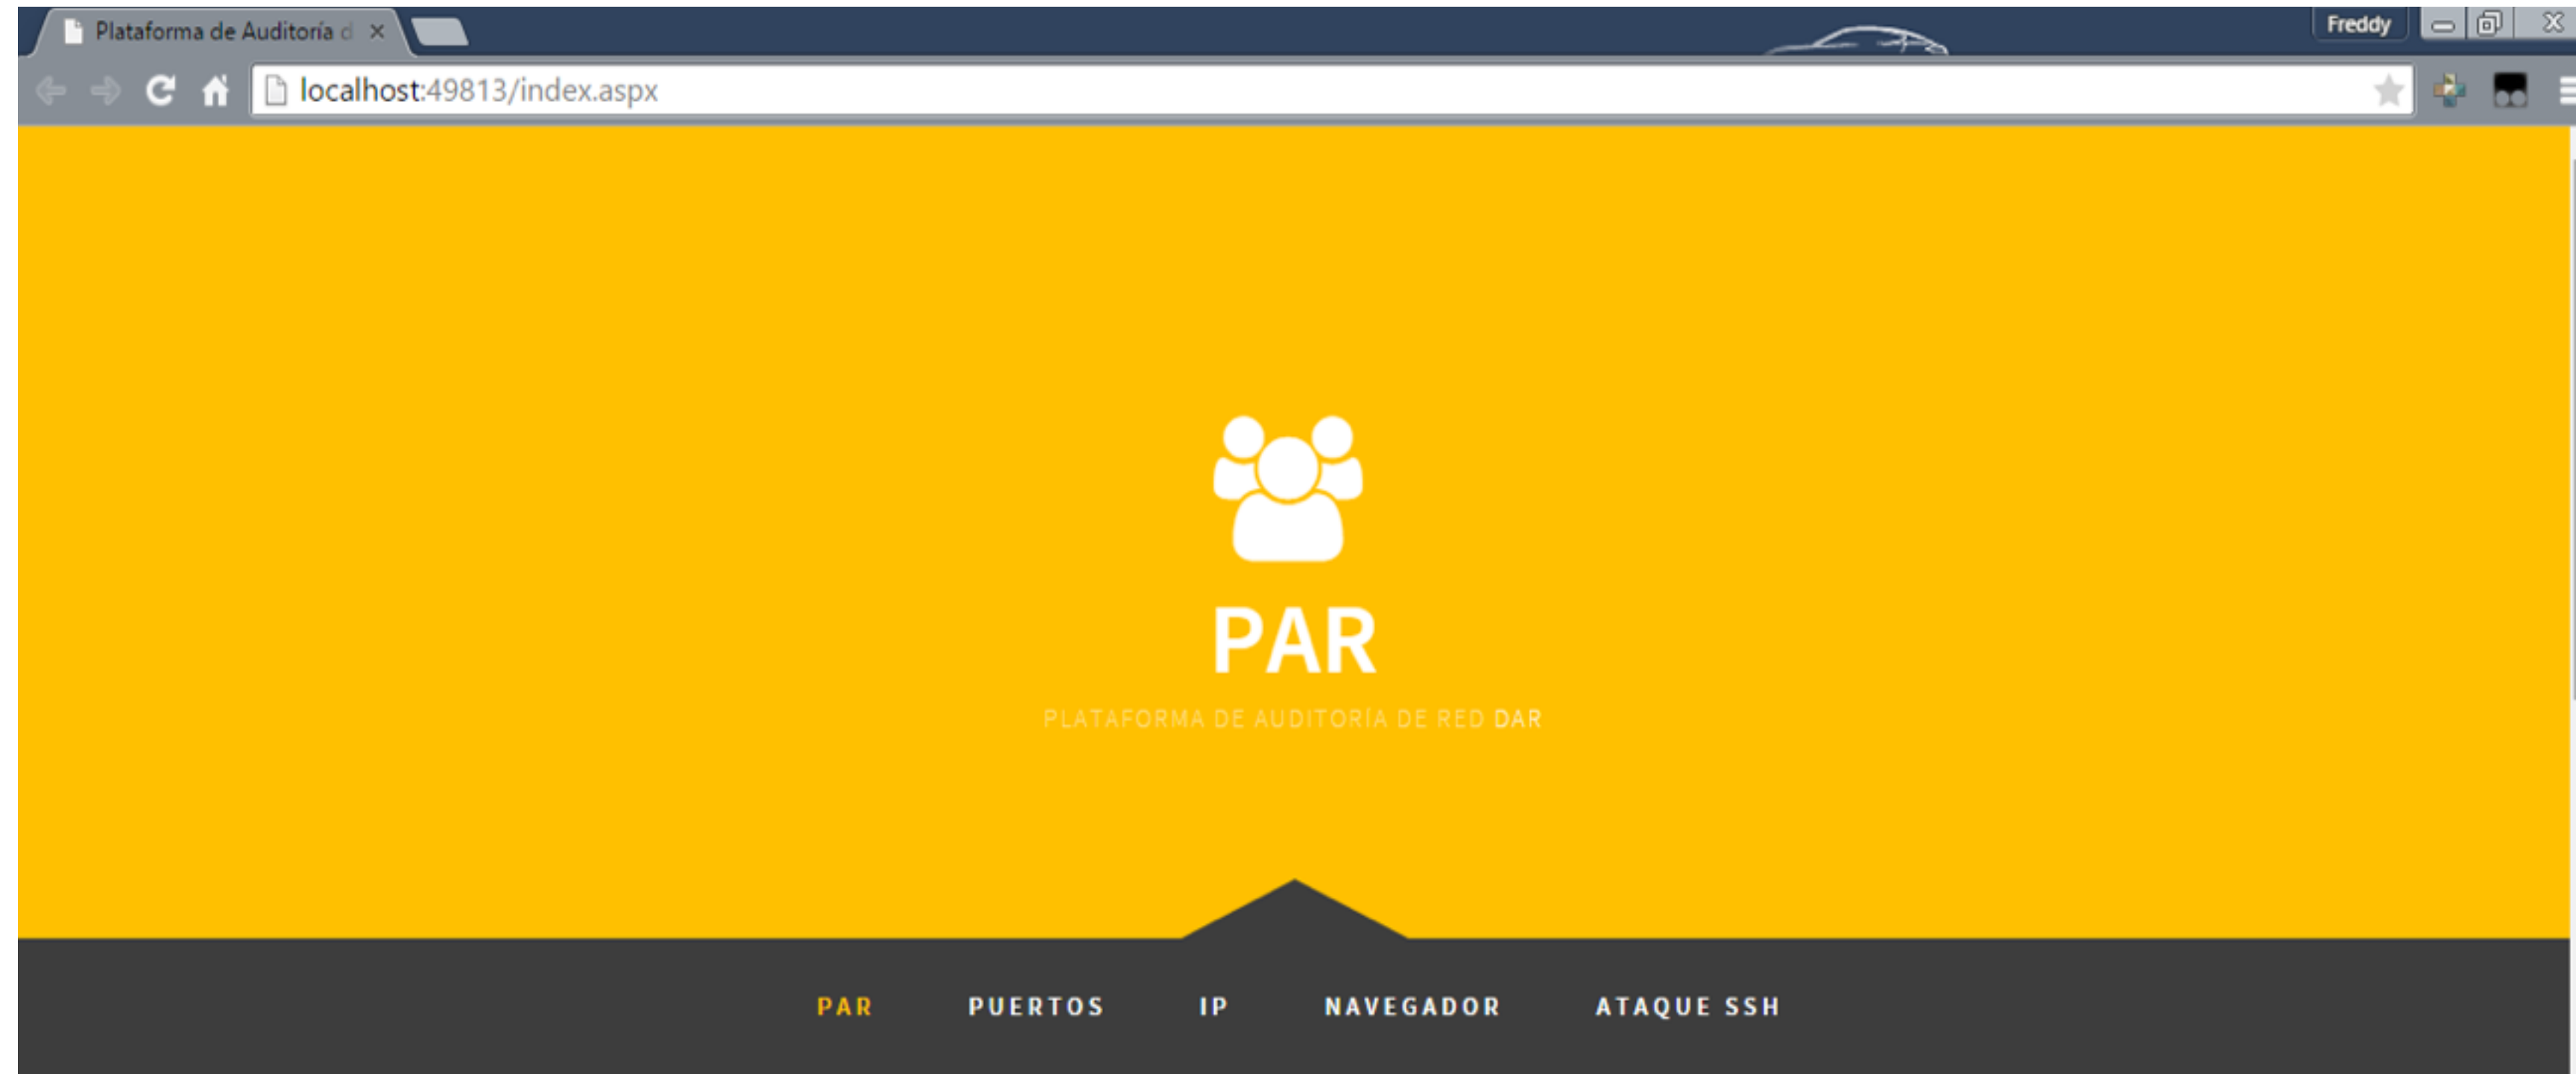 Plataforma de Auditoría d
Freddy
localhost:49813/index.aspx
PAR
PLATAFORMA DE AUDITORÍA DE RED DAR
PAR PUERTOS IP NAVEGADOR ATAQUE SSH